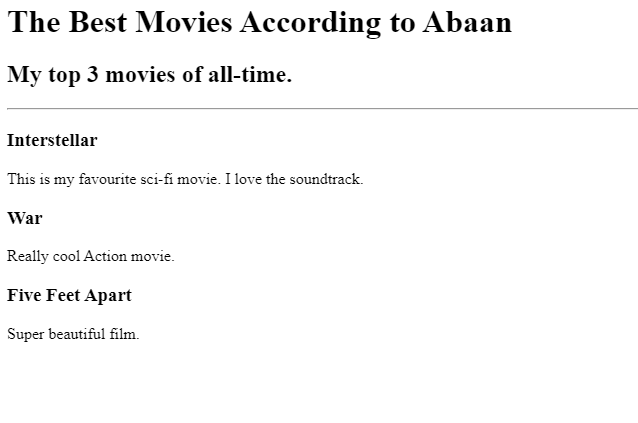 The Best Movies According to Abaan
My top 3 movies of all-time.
Interstellar
This is my favourite sci-fi movie. I love the soundtrack.
War
Really cool Action movie.
Five Feet Apart
Super beautiful film.